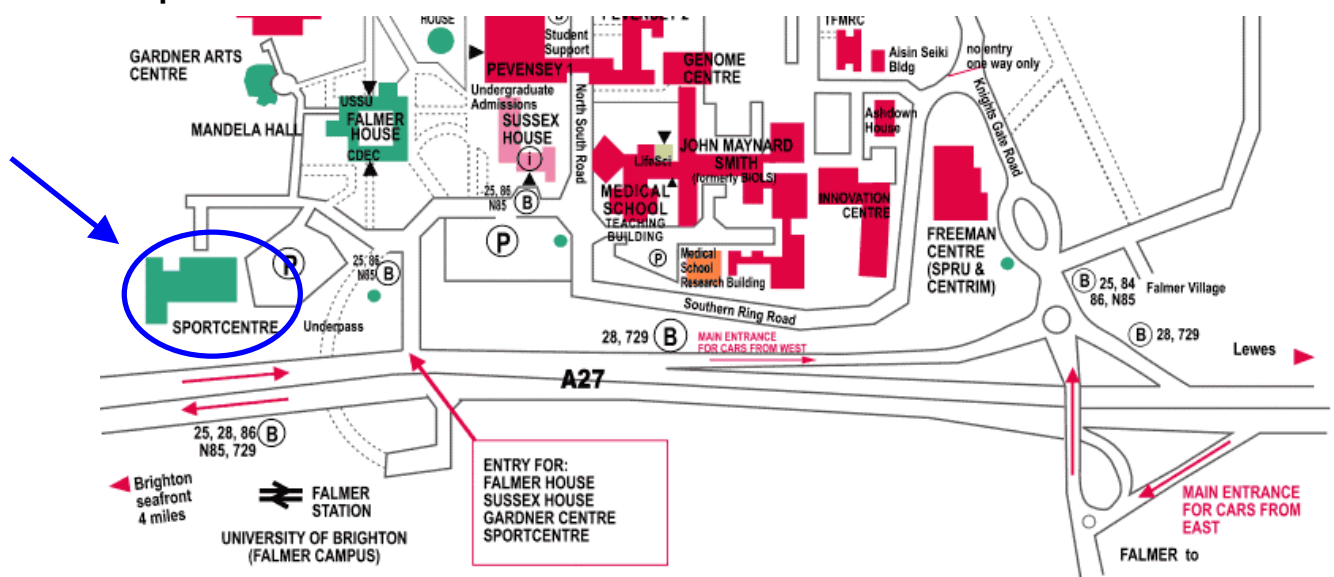 HOUSE
B
PEVENSEY 2
TFMRC
GARDNER ARTS
CENTRE
Student
Support
PEVENSEY 1
GENOME
CENTRE
Aisin Seiki
Bldg
no entry
one way only
Knights Gate Road
Undergraduate
Admissions
SUSSEX
HOUSE
i
North South Road
USSU
FALMER
HOUSE
CDEC
MANDELA HALL
Ashdown
House
JOHN MAYNARD
SMITH
(formerly BIOLS)
LifeSci
MEDICAL
SCHOOL
TEACHING
BUILDING
P
INNOVATION
CENTRE
25, 86
N85
B
P
FREEMAN
CENTRE
(SPRU &
CENTRIM)
Medical
School
Research Building
P
25, 86
N85
B
B
25, 84
86, N85
Falmer Village
Southern Ring Road
SPORTCENTRE
Underpass
28, 729
B
MAIN ENTRANCE
FOR CARS FROM WEST
B
28, 729
Lewes
A27
25, 28, 86
N85, 729
B
Brighton
seafront
4 miles
FALMER
STATION
UNIVERSITY OF BRIGHTON
(FALMER CAMPUS)
ENTRY FOR:
FALMER HOUSE
SUSSEX HOUSE
GARDNER CENTRE
SPORTCENTRE
MAIN ENTRANCE
FOR CARS FROM
EAST
FALMER to